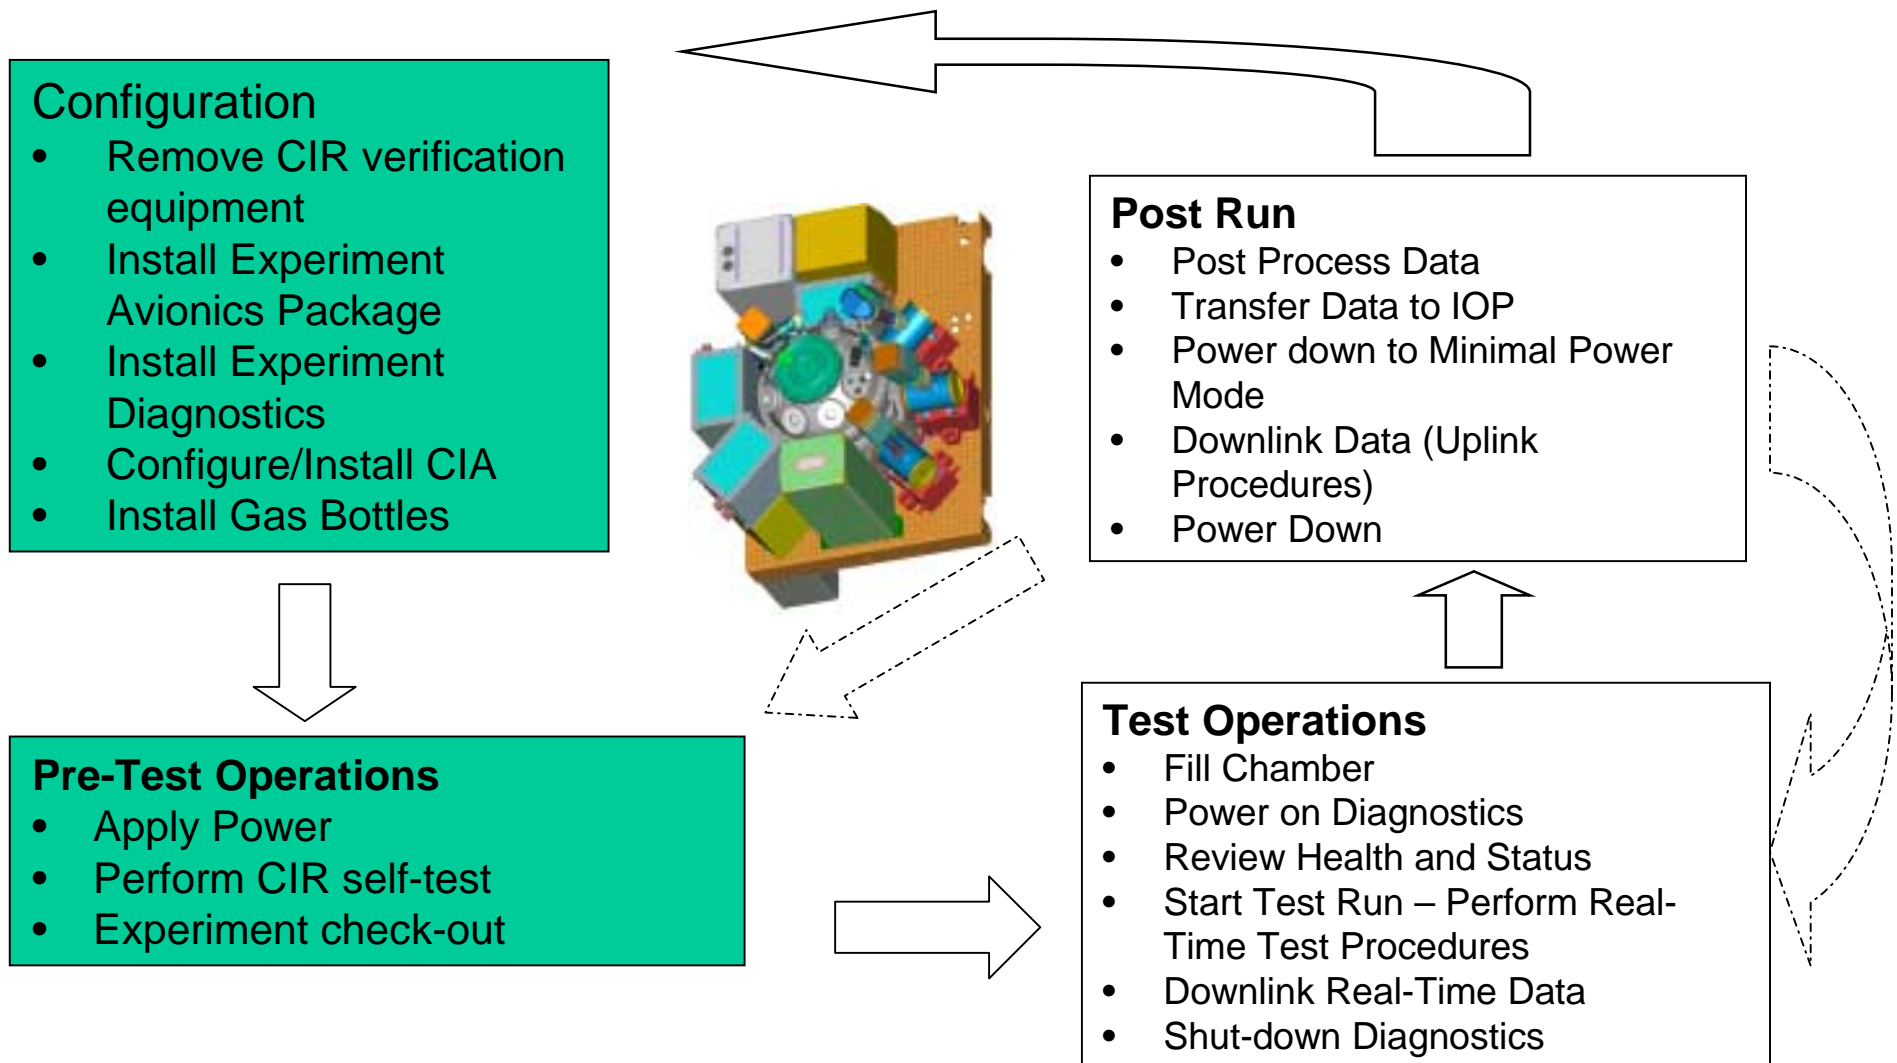 Configuration
• Remove CIR verification
equipment
• Install Experiment
Avionics Package
• Install Experiment
Diagnostics
• Configure/Install CIA
• Install Gas Bottles
Pre-Test Operations
• Apply Power
• Perform CIR self-test
• Experiment check-out
Test Operations
• Fill Chamber
• Power on Diagnostics
• Review Health and Status
• Start Test Run – Perform Real-
Time Test Procedures
• Downlink Real-Time Data
• Shut-down Diagnostics
Post Run
• Post Process Data
• Transfer Data to IOP
• Power down to Minimal Power
Mode
• Downlink Data (Uplink
Procedures)
• Power Down